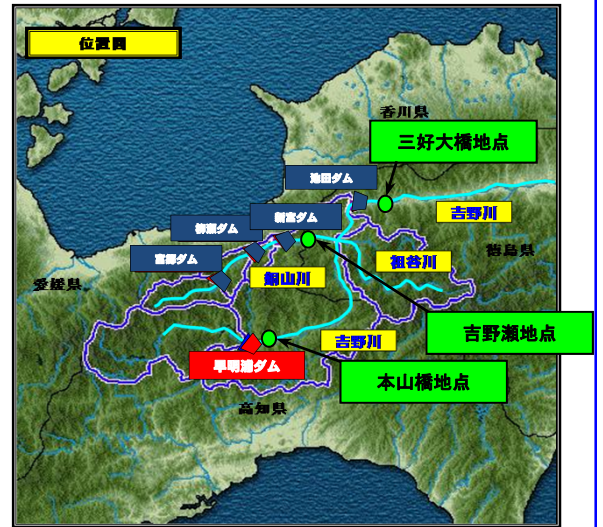 位置図
香川県
三好大橋地点
池田ダム
吉野川
新宮ダム
柳瀬ダム
徳島県
富郷ダム
祖谷川
銅山川
愛媛県
吉野瀬地点
吉野川
早明浦ダム
本山橋地点
高知県